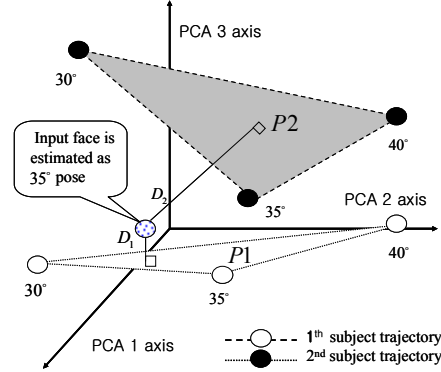 PCA 3 axis
30°
P2
40°
Input face is
estimated as
35° pose
D2
35°
PCA 2 axis
D1
P1
40°
30°
35°
PCA 1 axis
1th subject trajectory
2nd subject trajectory